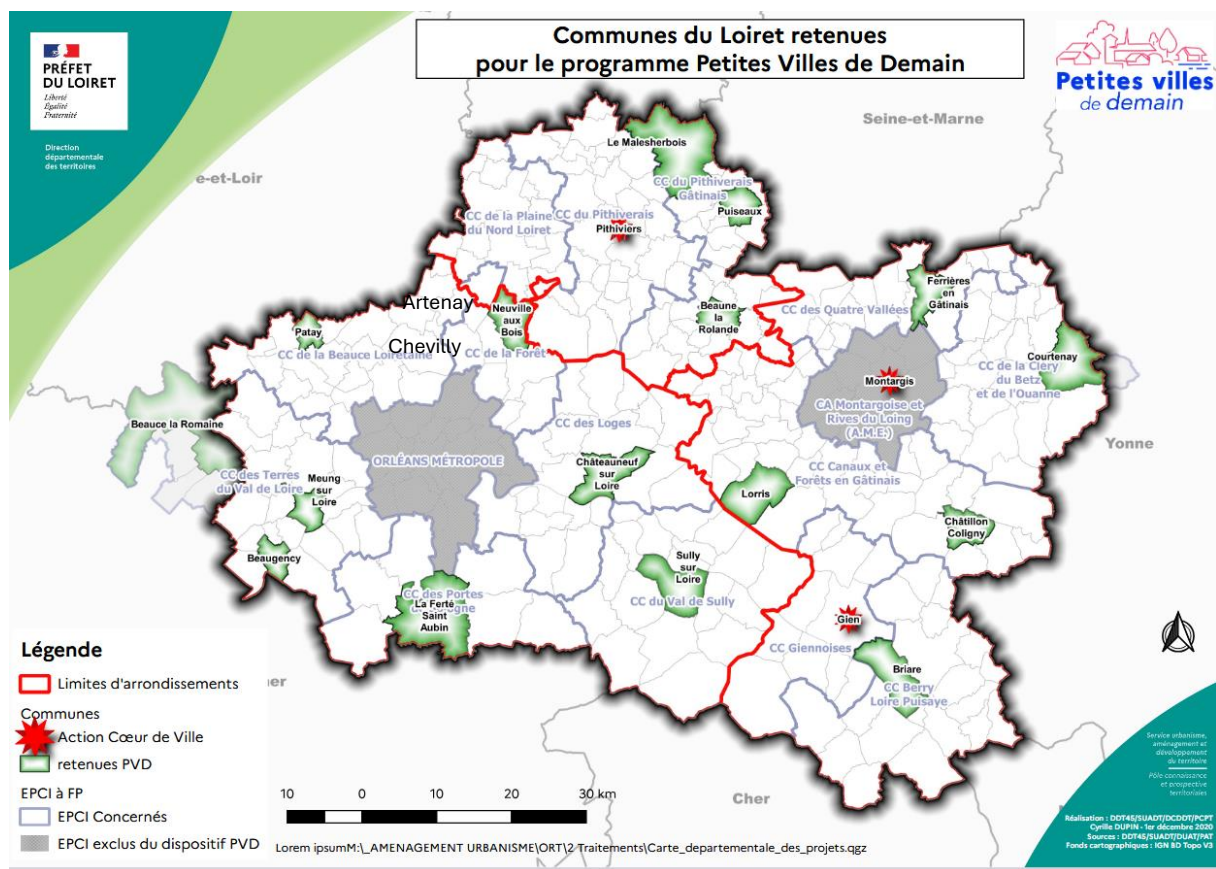 PRÉFET
DU LOIRET
Liberté
Égalité
Fraternité
Direction
départementale
des territoires
Communes du Loiret retenues
pour le programme Petites Villes de Demain
Petites villes
de demain
Seine-et-Marne
e-et-Loir
Le Malesherbois
CC du Pithiverais
Gâtinais
Puiseaux
CC de la Plaine
du Nord Loiret
CC du Pithiverais
Pithiviers
Artenay
Neuville
aux
Bois
Beaune
la
Rolande
CC des Quatre Vallées
Ferrières
en
Gâtinais
Patay
Chevilly
CC de la Beauce Loirétaine
CC de la Forêt
Courtenay
CC de la Cléry
du Betz
et de l'Ouanne
Montargis
CA Montargoise et
Rives du Loing
(A.M.E.)
Beauce la Romaine
CC des Loges
Yonne
ORLÉANS MÉTROPOLE
Châteauneuf
sur
Loire
CC des Terres
du Val de Loire
Meung
sur
Loire
CC Canaux et
Forêts en Gâtinais
Lorris
Châtillon
Coligny
Beaugency
Sully
sur
Loire
CC du Val de Sully
CC des Portes
La Ferté
Saint
Aubin
Gien
CC Giennoises
Briare
CC Berry
Loire Puisaye
Cher
er
Légende
Limites d'arrondissements
Communes
Action Cœur de Ville
retenues PVD
EPCI à FP
EPCI Concernés
EPCI exclus du dispositif PVD
10 0 10 20 30 km
Lorem ipsumM:\_AMENAGEMENT URBANISME\ORT\2 Traitements\Carte_departementale_des_projets.qgz
Service urbanisme,
aménagement et
développement
du territoire
Pôle connaissance
et prospective
territoriales
Réalisation : DDT45/SUADT/DCDDT/PCPT
Cyrille DUPIN - 1er décembre 2020
Sources : DDT45/SUADT/DUAT/PAT
Fonds cartographiques : IGN BD Topo V3